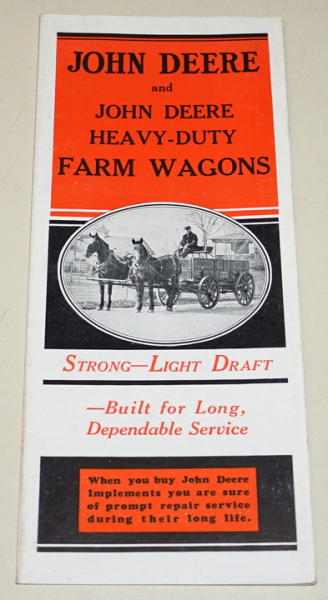 JOHN DEERE
and
JOHN DEERE
HEAVY-DUTY
FARM WAGONS
STRONG—LIGHT DRAFT
—Built for Long,
Dependable Service
When you buy John Deere
Implements you are sure
of prompt repair service
during their long life.